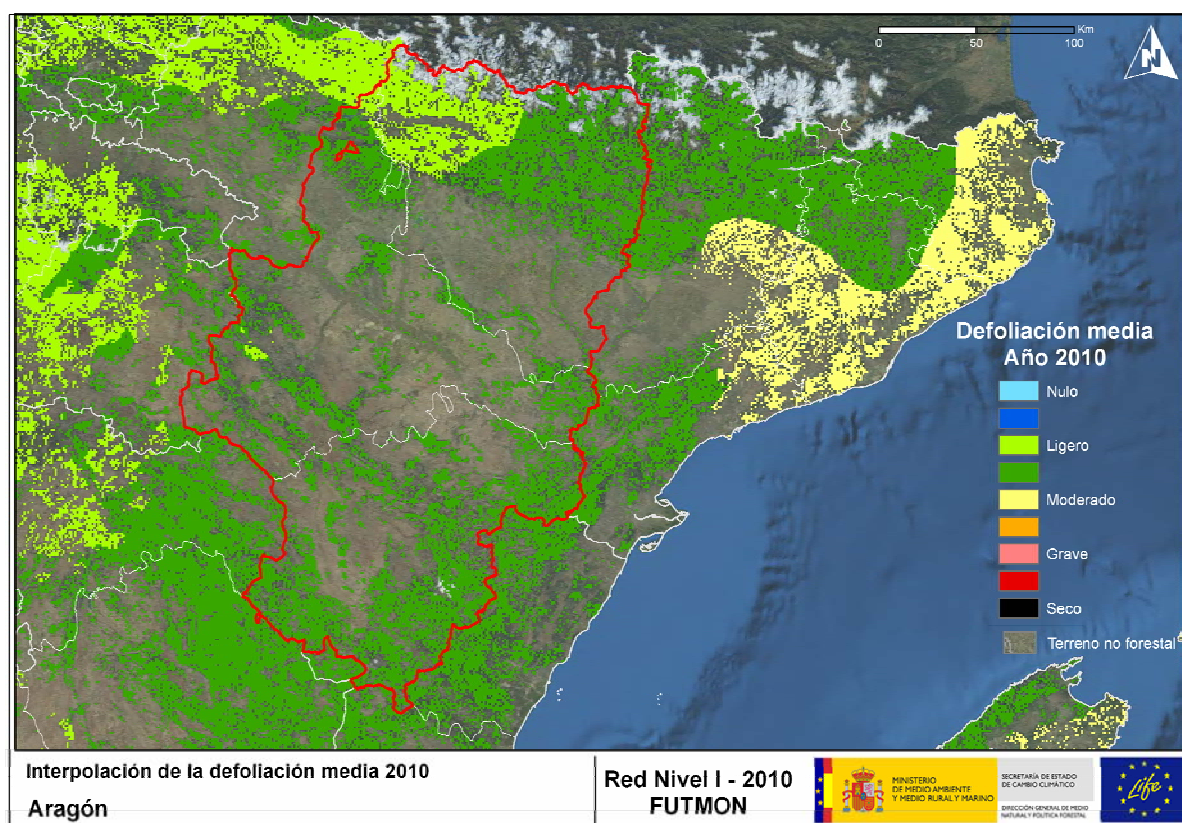 Km
0 50 100
N
Defoliación media
Año 2010
Nulo
Ligero
Moderado
Grave
Seco
Terreno no forestal
Interpolación de la defoliación media 2010
Aragón
Red Nivel I - 2010
FUTMON
MINISTERIO
DE MEDIO AMBIENTE
Y MEDIO RURAL Y MARINO
SECRETARÍA DE ESTADO
DE CAMBIO CLIMÁTICO
DIRECCIÓN GENERAL DE MEDIO
NATURAL Y POLÍTICA FORESTAL
Life